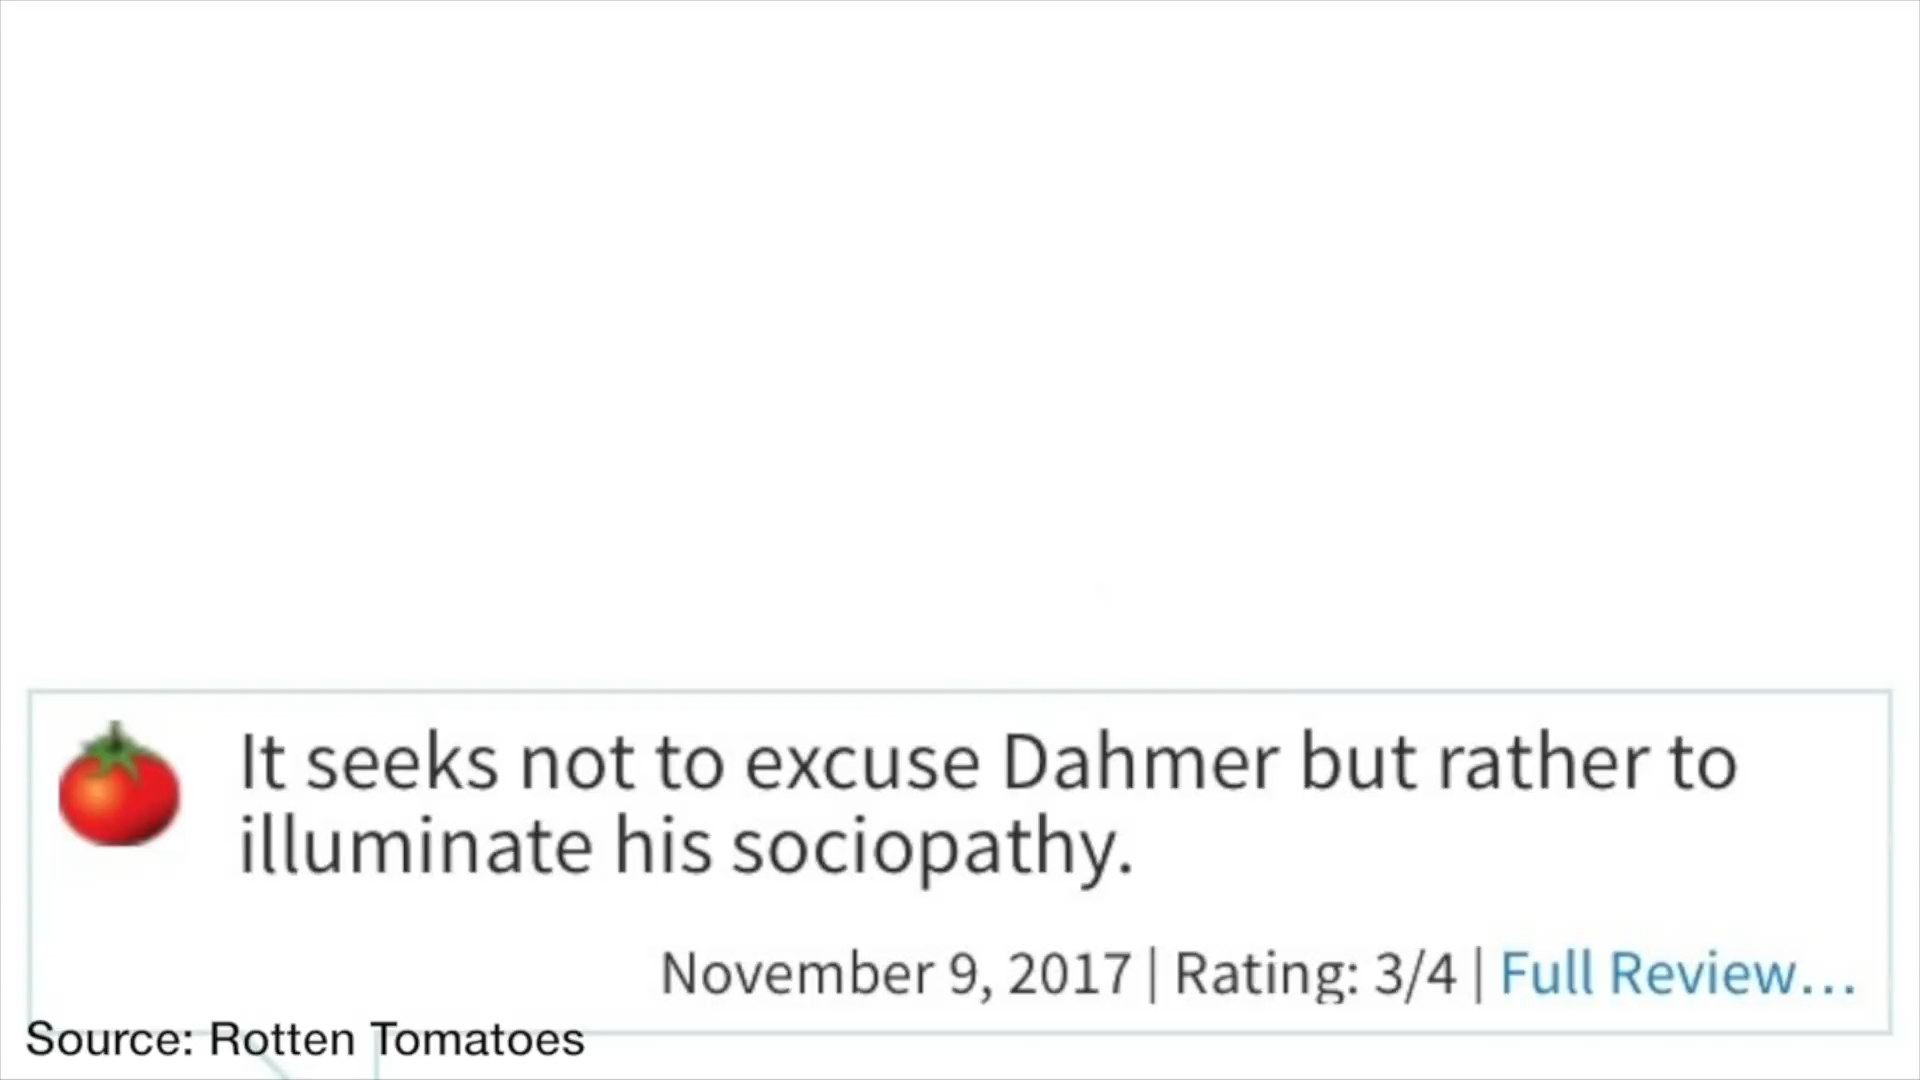 It seeks not to excuse Dahmer but rather to
illuminate his sociopathy.
November 9, 2017 | Rating: 3/4 | Full Review...
Source: Rotten Tomatoes